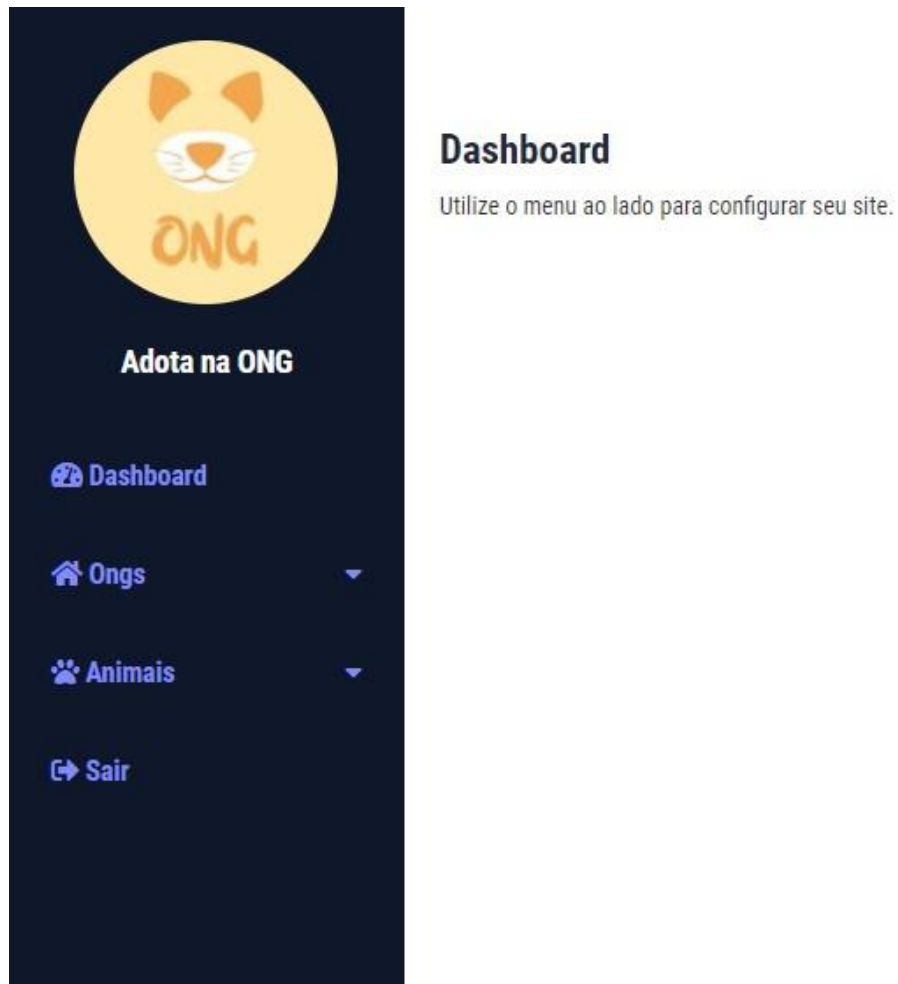 ONG
Adota na ONG
Dashboard
Ongs
Animais
Sair
Dashboard
Utilize o menu ao lado para configurar seu site.